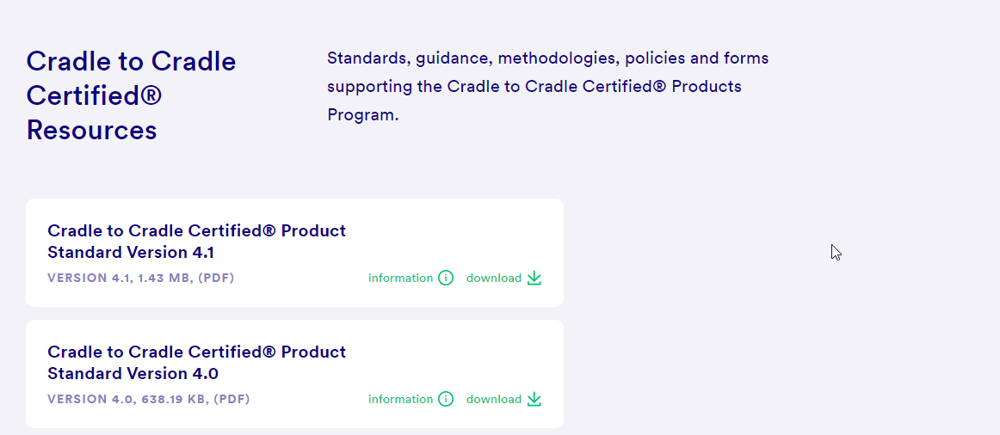 Cradle to Cradle
Certified®
Resources
Standards, guidance, methodologies, policies and forms
supporting the Cradle to Cradle Certified® Products
Program.
Cradle to Cradle Certified® Product
Standard Version 4.1
VERSION 4.1, 1.43 MB, (PDF)
information
download
Cradle to Cradle Certified® Product
Standard Version 4.0
VERSION 4.0, 638.19 KB, (PDF)
information
download